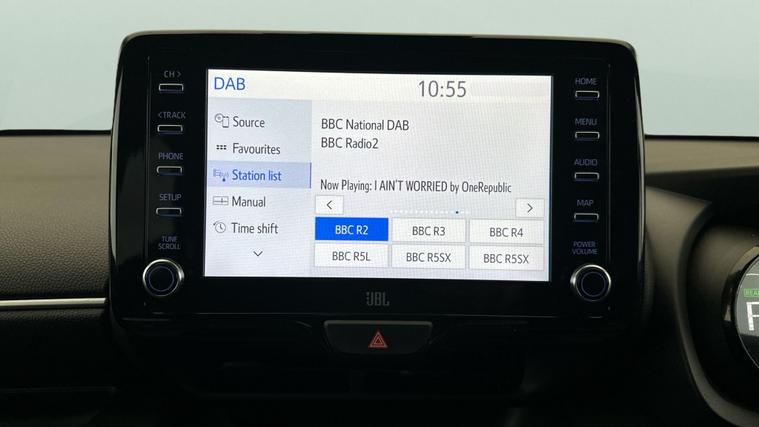 CH >
< TRACK
PHONE
SETUP
TUNE
SCROLL
DAB
10:55
Source
Favourites
Station list
Manual
Time shift
BBC National DAB
BBC Radio2
Now Playing: I AIN'T WORRIED by OneRepublic
< >
BBC R2 BBC R3 BBC R4
BBC R5L BBC R5SX BBC R5SX
HOME
MENU
AUDIO
MAP
POWER
VOLUME
JBL